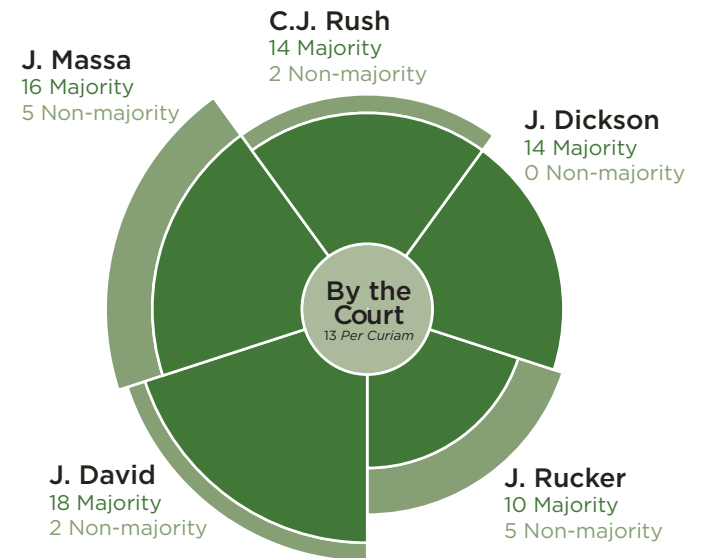 C.J. Rush
14 Majority
2 Non-majority
J. Massa
16 Majority
5 Non-majority
J. Dickson
14 Majority
0 Non-majority
By the
Court
13 Per Curiam
J. David
18 Majority
2 Non-majority
J. Rucker
10 Majority
5 Non-majority